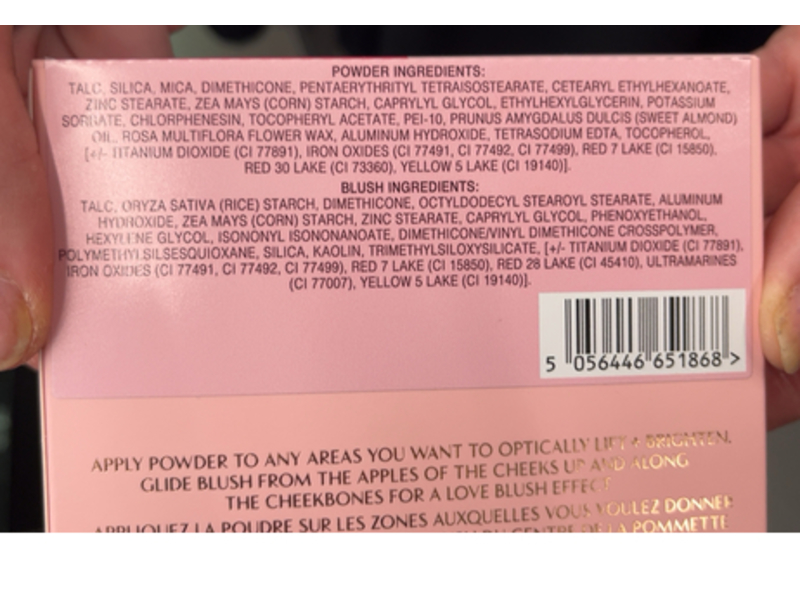 POWDER INGREDIENTS:
TALC, SILICA, MICA, DIMETHICONE, PENTAERYTHRITYL TETRAISOSTEARATE, CETEARYL ETHYLHEXANOATE,
ZINC STEARATE, ZEA MAYS (CORN) STARCH, CAPRYLYL GLYCOL, ETHYLHEXYLGLYCERIN, POTASSIUM
SORBATE, CHLORPHENESIN, TOCOPHERYL ACETATE, PEI-10, PRUNUS AMYGDALUS DULCIS (SWEET ALMOND)
OIL, ROSA MULTIFLORA FLOWER WAX, ALUMINUM HYDROXIDE, TETRASODIUM EDTA, TOCOPHEROL,
[+/- TITANIUM DIOXIDE (CI 77891), IRON OXIDES (CI 77491, CI 77492, CI 77499), RED 7 LAKE (CI 15850),
RED 30 LAKE (CI 73360), YELLOW 5 LAKE (CI 19140)].
BLUSH INGREDIENTS:
TALC, ORYZA SATIVA (RICE) STARCH, DIMETHICONE, OCTYLDODECYL STEAROYL STEARATE, ALUMINUM
HYDROXIDE, ZEA MAYS (CORN) STARCH, ZINC STEARATE, CAPRYLYL GLYCOL, PHENOXYETHANOL,
HEXYLENE GLYCOL, ISONONYL ISONONANOATE, DIMETHICONE/VINYL DIMETHICONE CROSSPOLYMER,
POLYMETHYLSILSESQUIOXANE, SILICA, KAOLIN, TRIMETHYLSILOXYSILICATE, [+/- TITANIUM DIOXIDE (CI 77891),
IRON OXIDES (CI 77491, CI 77492, CI 77499), RED 7 LAKE (CI 15850), RED 28 LAKE (CI 45410), ULTRAMARINES
(CI 77007), YELLOW 5 LAKE (CI 19140)].
5 056446 651868 >
APPLY POWDER TO ANY AREAS YOU WANT TO OPTICALLY LIFT + BRIGHTEN.
GLIDE BLUSH FROM THE APPLES OF THE CHEEKS UP AND ALONG
THE CHEEKBONES FOR A LOVE BLUSH EFFECT
APPLIQUEZ LA POUDRE SUR LES ZONES AUXQUELLES VOUS VOULEZ DONNER
CENTRE DE LA POMMETTE